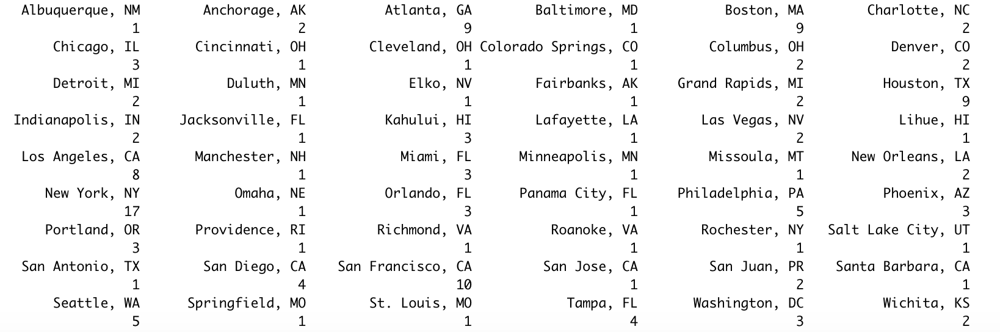 Albuquerque, NM Anchorage, AK Atlanta, GA Baltimore, MD Boston, MA Charlotte, NC
1 2 9 1 9 2
Chicago, IL Cincinnati, OH Cleveland, OH Colorado Springs, CO Columbus, OH Denver, CO
3 1 1 1 2 2
Detroit, MI Duluth, MN Elko, NV Fairbanks, AK Grand Rapids, MI Houston, TX
2 1 1 1 2 9
Indianapolis, IN Jacksonville, FL Kahului, HI Lafayette, LA Las Vegas, NV Lihue, HI
2 1 3 1 2 1
Los Angeles, CA Manchester, NH Miami, FL Minneapolis, MN Missoula, MT New Orleans, LA
8 1 3 1 1 2
New York, NY Omaha, NE Orlando, FL Panama City, FL Philadelphia, PA Phoenix, AZ
17 1 3 1 5 3
Portland, OR Providence, RI Richmond, VA Roanoke, VA Rochester, NY Salt Lake City, UT
3 1 1 1 1 1
San Antonio, TX San Diego, CA San Francisco, CA San Jose, CA San Juan, PR Santa Barbara, CA
1 4 10 1 2 1
Seattle, WA Springfield, MO St. Louis, MO Tampa, FL Washington, DC Wichita, KS
5 1 1 4 3 2